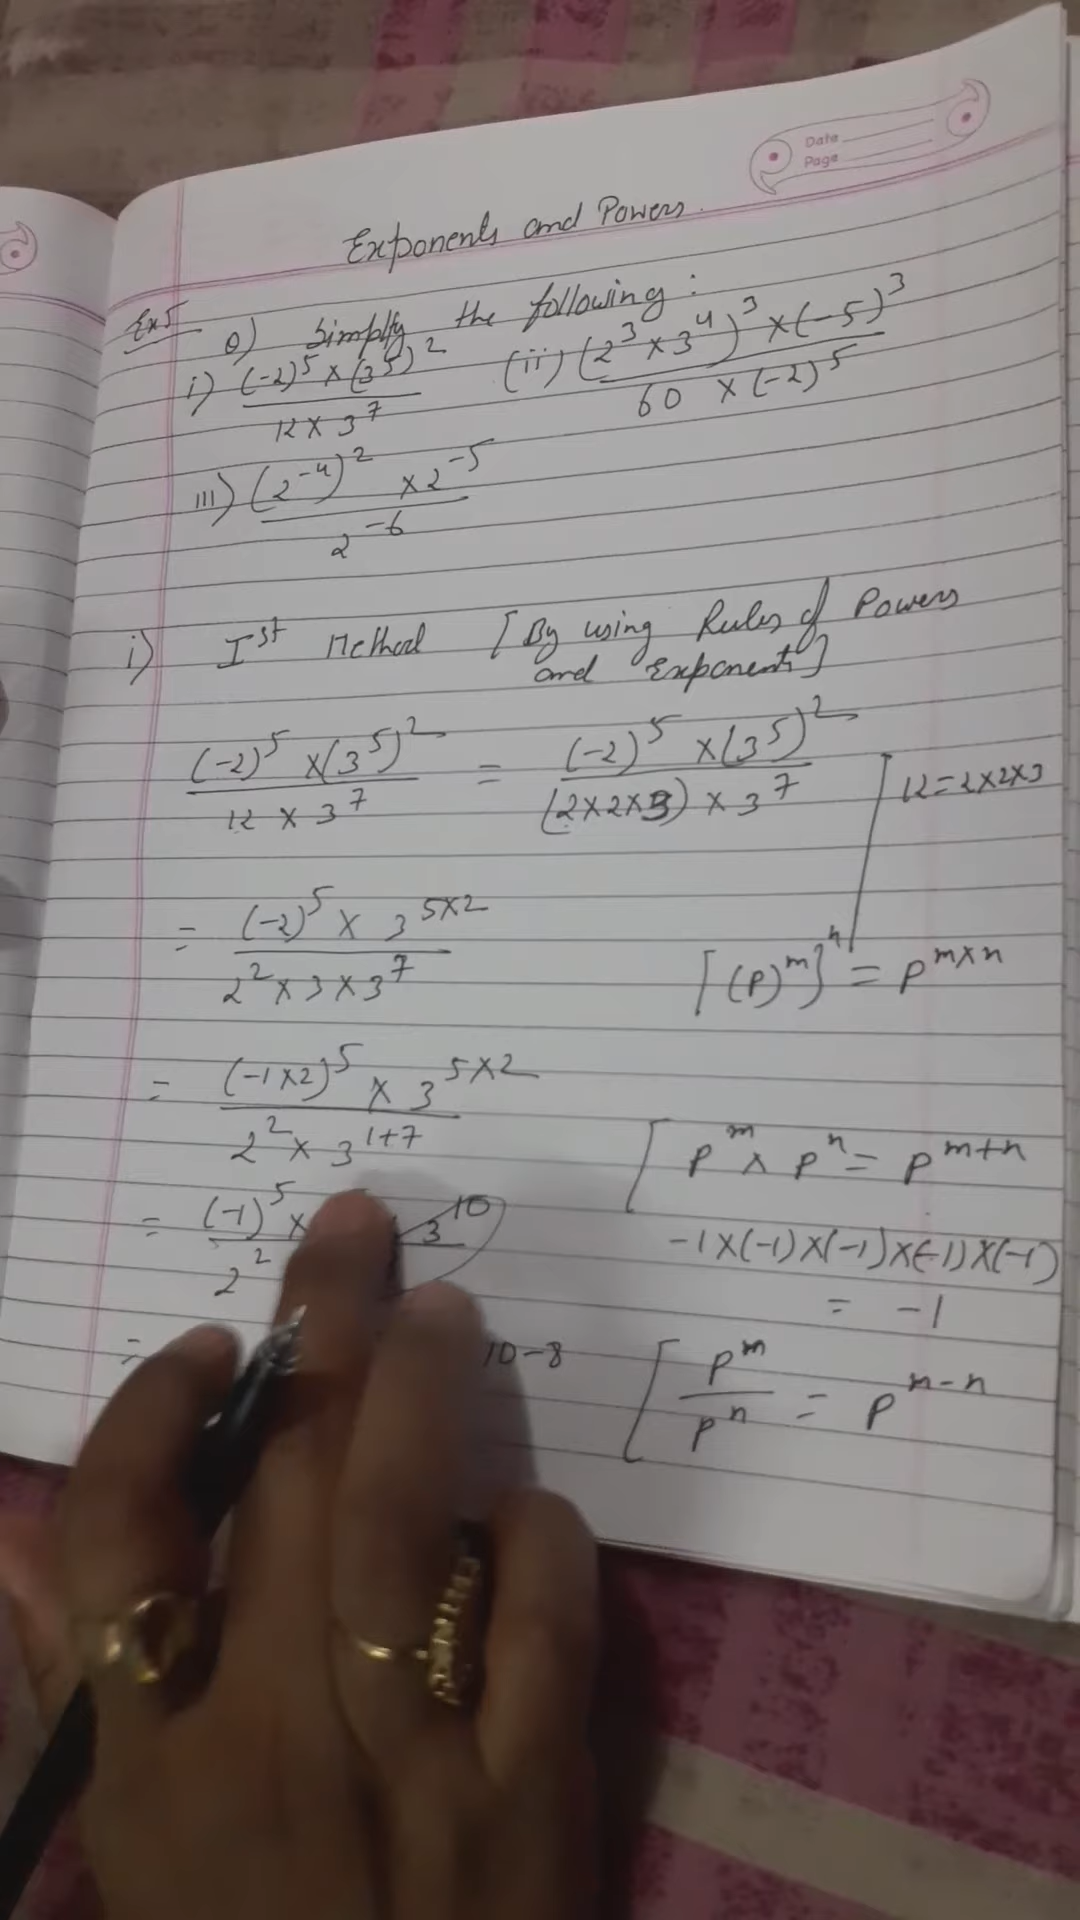 Date
Page
Exponents and Powers
Ex 5 Q) Simplify the following:
i) (-2)^5 × (3^5)^2 / 12 × 3^7 (ii) (2^3 × 3^4)^3 × (-5)^3 / 60 × (-2)^5
iii) (2^-4)^2 × 2^-5 / 2^-6
i) Ist Method [By using Rules of Powers
and Exponents]
(-2)^5 × (3^5)^2 / 12 × 3^7 = (-2)^5 × (3^5)^2 / (2×2×3) × 3^7 [12 = 2×2×3
= (-2)^5 × 3^5×2 / 2^2 × 3 × 3^7 [(P)^m}^n = P^m×n
= (-1×2)^5 × 3^5×2 / 2^2 × 3^1+7 [P^m × P^n = P^m+n
= (-1)^5 × 3^10 / 2^2 -1×(-1)×(-1)×(-1)×(-1)
= -1
= 10-8 [P^m / P^n = P^n-n